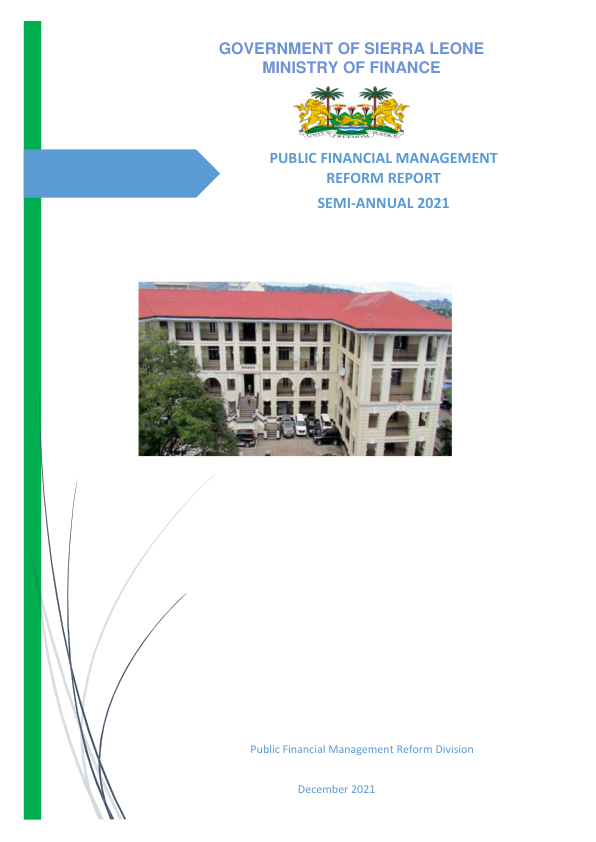 GOVERNMENT OF SIERRA LEONE
MINISTRY OF FINANCE
PUBLIC FINANCIAL MANAGEMENT
REFORM REPORT
SEMI-ANNUAL 2021
Public Financial Management Reform Division
December 2021